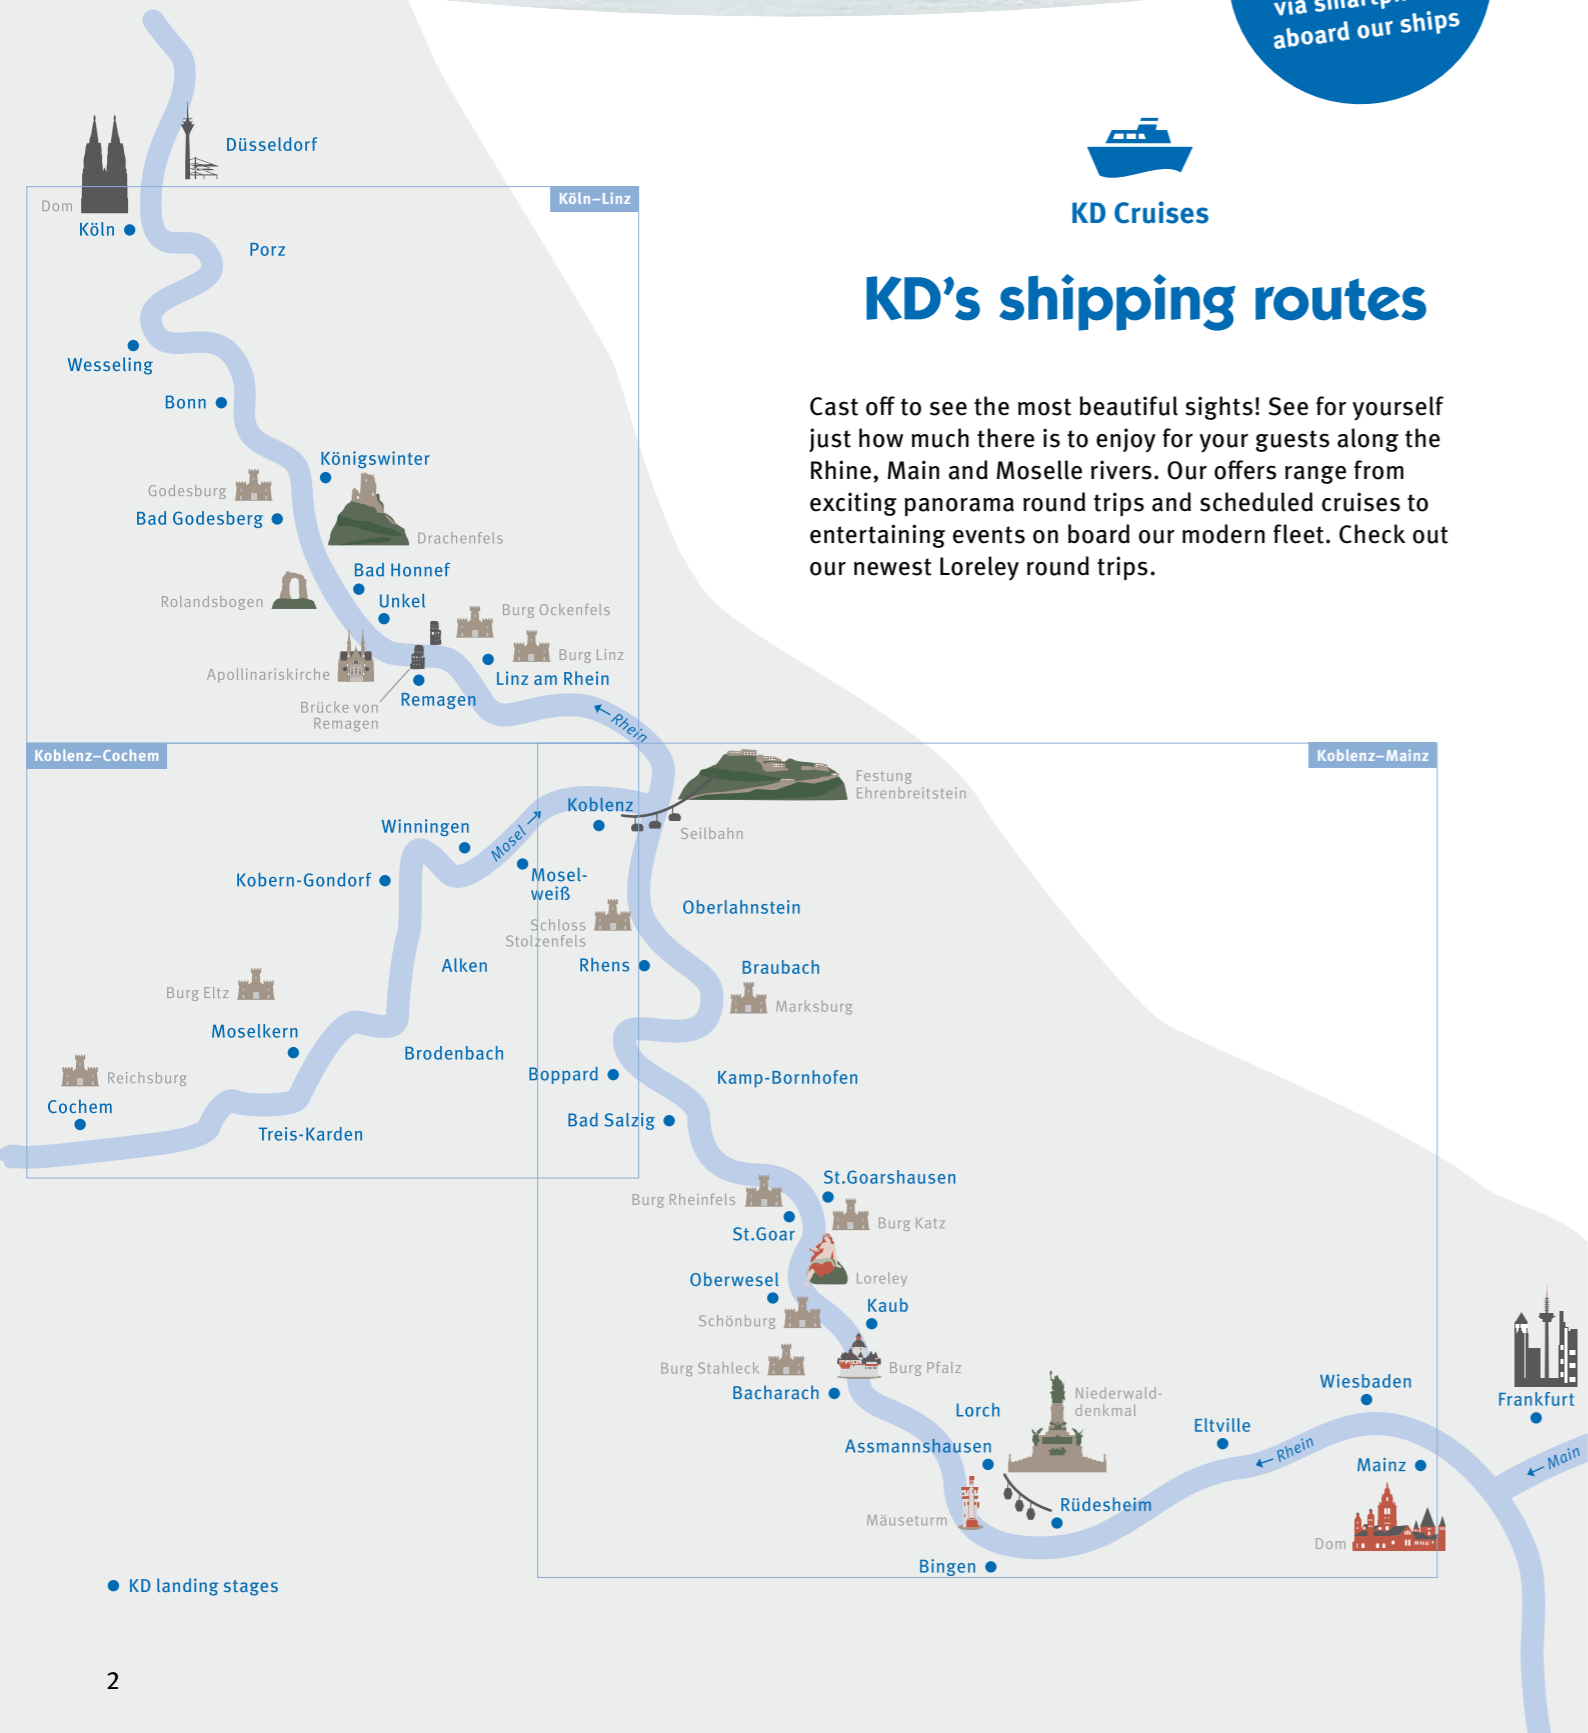 aboard our ships
KD Cruises
KD's shipping routes
Cast off to see the most beautiful sights! See for yourself
just how much there is to enjoy for your guests along the
Rhine, Main and Moselle rivers. Our offers range from
exciting panorama round trips and scheduled cruises to
entertaining events on board our modern fleet. Check out
our newest Loreley round trips.
Düsseldorf
Köln–Linz
Dom
Köln
Porz
Wesseling
Bonn
Königswinter
Godesburg
Bad Godesberg
Drachenfels
Bad Honnef
Rolandsbogen
Unkel
Burg Ockenfels
Burg Linz
Apollinariskirche
Linz am Rhein
Remagen
Brücke von
Remagen
← Rhein
Koblenz–Cochem
Koblenz–Mainz
Festung
Ehrenbreitstein
Koblenz
Seilbahn
Winningen
Mosel →
Kobern-Gondorf
Mosel-
weiß
Oberlahnstein
Schloss
Stolzenfels
Alken
Rhens
Braubach
Burg Eltz
Marksburg
Moselkern
Brodenbach
Boppard
Kamp-Bornhofen
Reichsburg
Cochem
Bad Salzig
Treis-Karden
St.Goarshausen
Burg Rheinfels
Burg Katz
St.Goar
Oberwesel
Loreley
Kaub
Schönburg
Burg Stahleck
Burg Pfalz
Bacharach
Niederwald-
denkmal
Lorch
Wiesbaden
Frankfurt
Eltville
Assmannshausen
← Rhein
Mainz
← Main
Rüdesheim
Mäuseturm
Dom
Bingen
KD landing stages
2